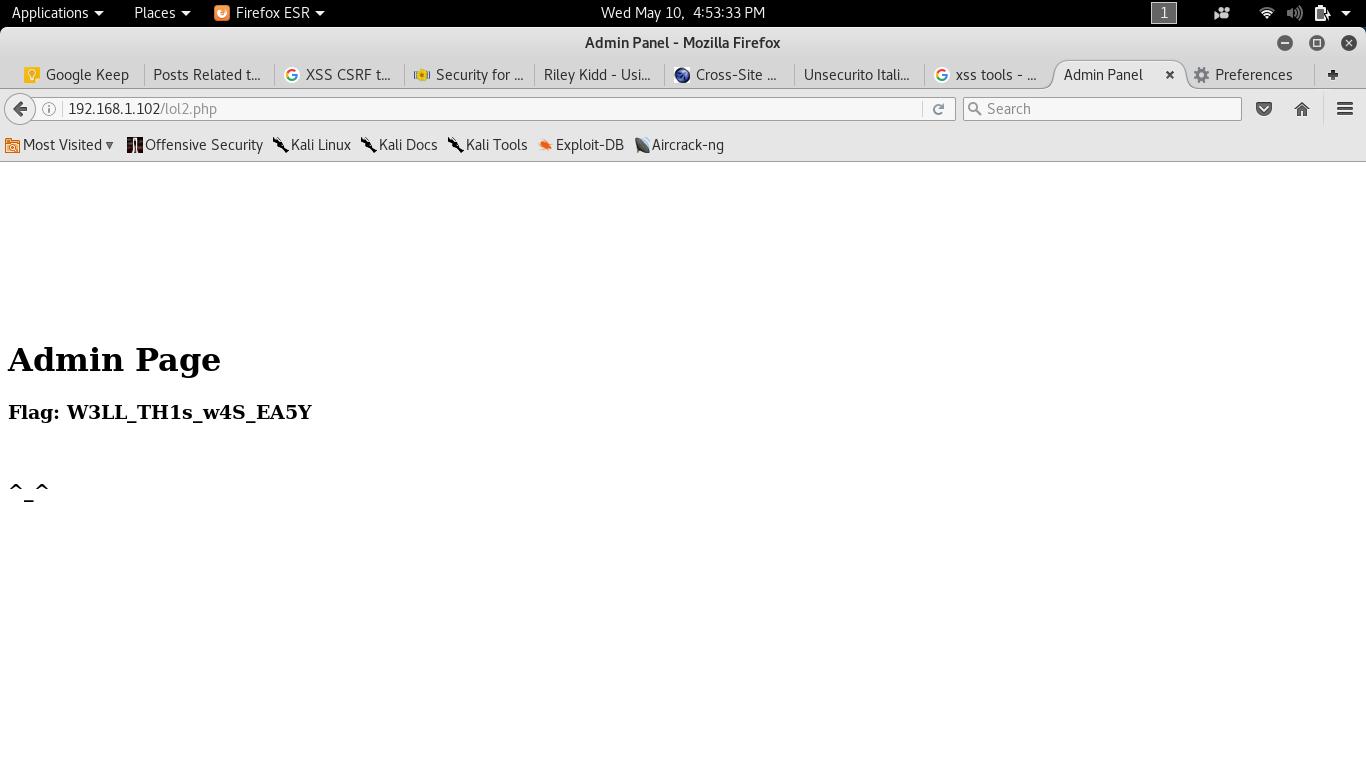 Applications Places Firefox ESR Wed May 10, 4:53:33 PM 1
Admin Panel - Mozilla Firefox
Google Keep Posts Related t... XSS CSRF t... Security for ... Riley Kidd - Usi... Cross-Site ... Unsecurito Itali... xss tools - ... Admin Panel Preferences
192.168.1.102/lol2.php Search
Most Visited Offensive Security Kali Linux Kali Docs Kali Tools Exploit-DB Aircrack-ng
Admin Page
Flag: W3LL_TH1s_w4S_EA5Y
^_^